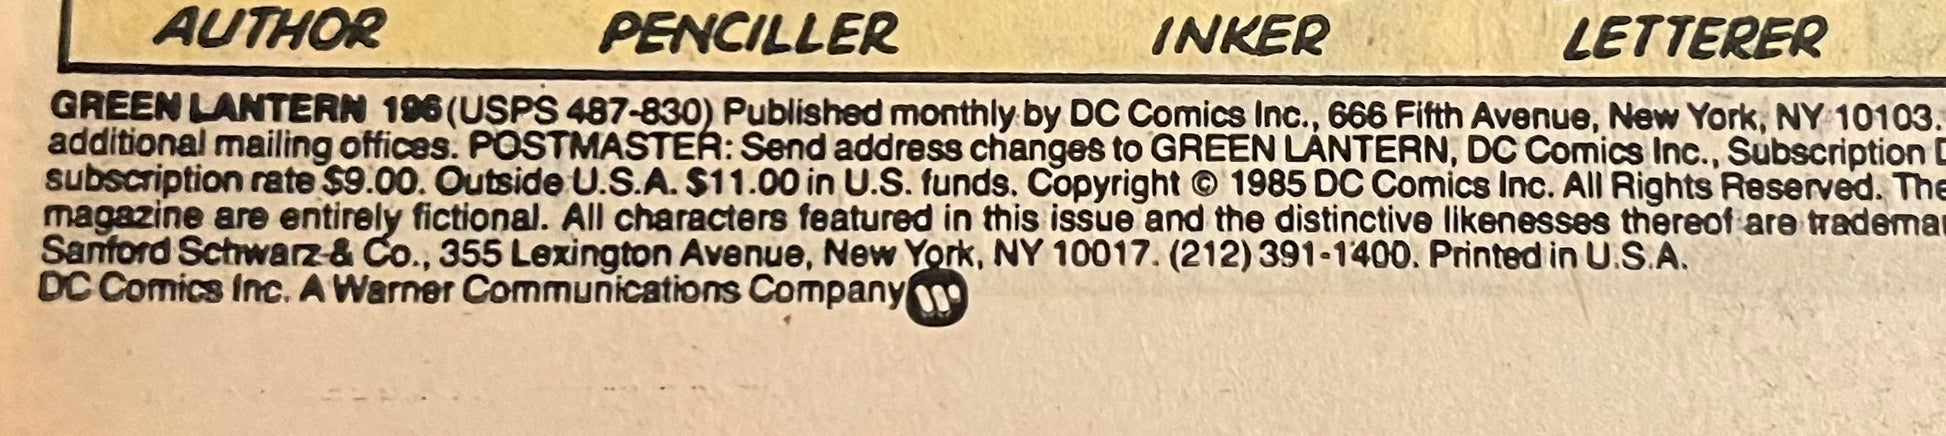 AUTHOR PENCILLER INKER LETTERER
GREEN LANTERN 196 (USPS 487-830) Published monthly by DC Comics Inc., 666 Fifth Avenue, New York, NY 10103.
additional mailing offices. POSTMASTER: Send address changes to GREEN LANTERN, DC Comics Inc., Subscription D
subscription rate $9.00. Outside U.S.A. $11.00 in U.S. funds. Copyright © 1985 DC Comics Inc. All Rights Reserved. The
magazine are entirely fictional. All characters featured in this issue and the distinctive likenesses thereof are tradema
Sanford Schwarz & Co., 355 Lexington Avenue, New York, NY 10017. (212) 391-1400. Printed in U.S.A.
DC Comics Inc. A Warner Communications Company